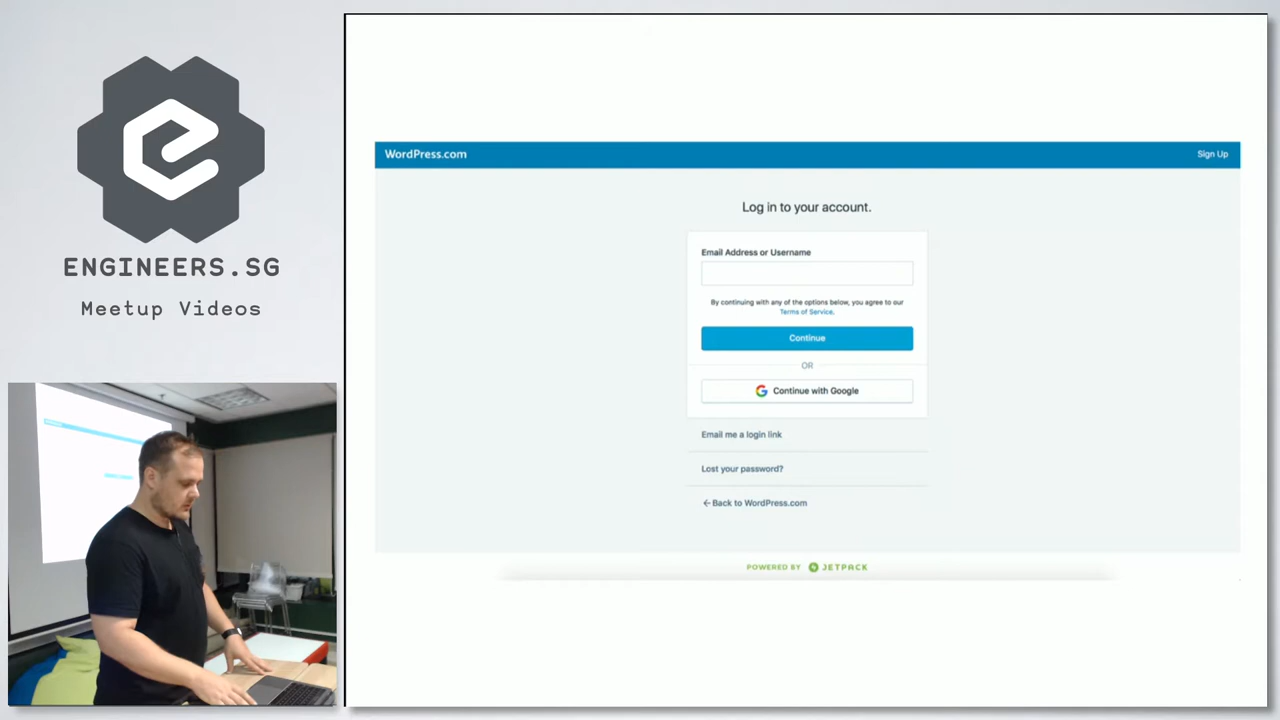 ENGINEERS.SG
Meetup Videos
WordPress.com
Sign Up
Log in to your account.
Email Address or Username
By continuing with any of the options below, you agree to our
Terms of Service.
Continue
OR
Continue with Google
Email me a login link
Lost your password?
← Back to WordPress.com
POWERED BY JETPACK